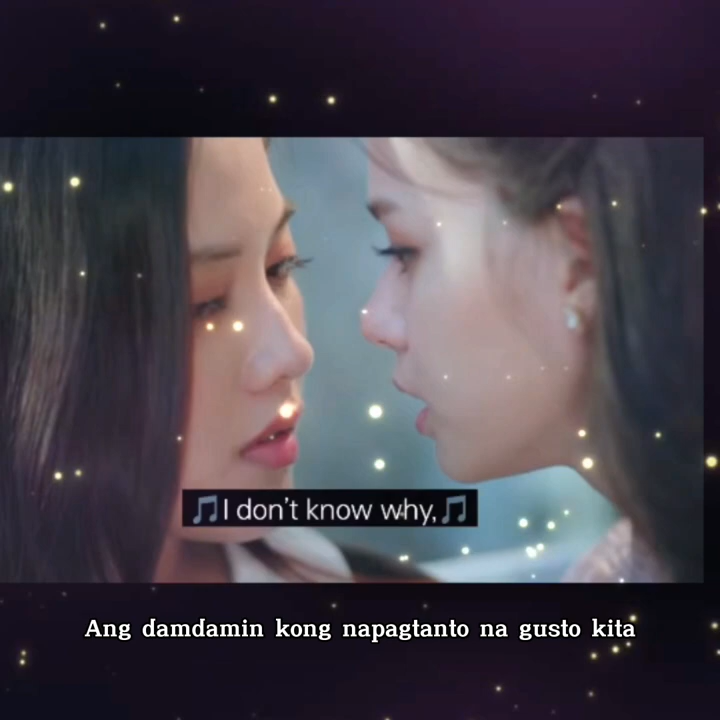 🎵I don't know why,🎵
Ang damdamin kong napagtanto na gusto kita